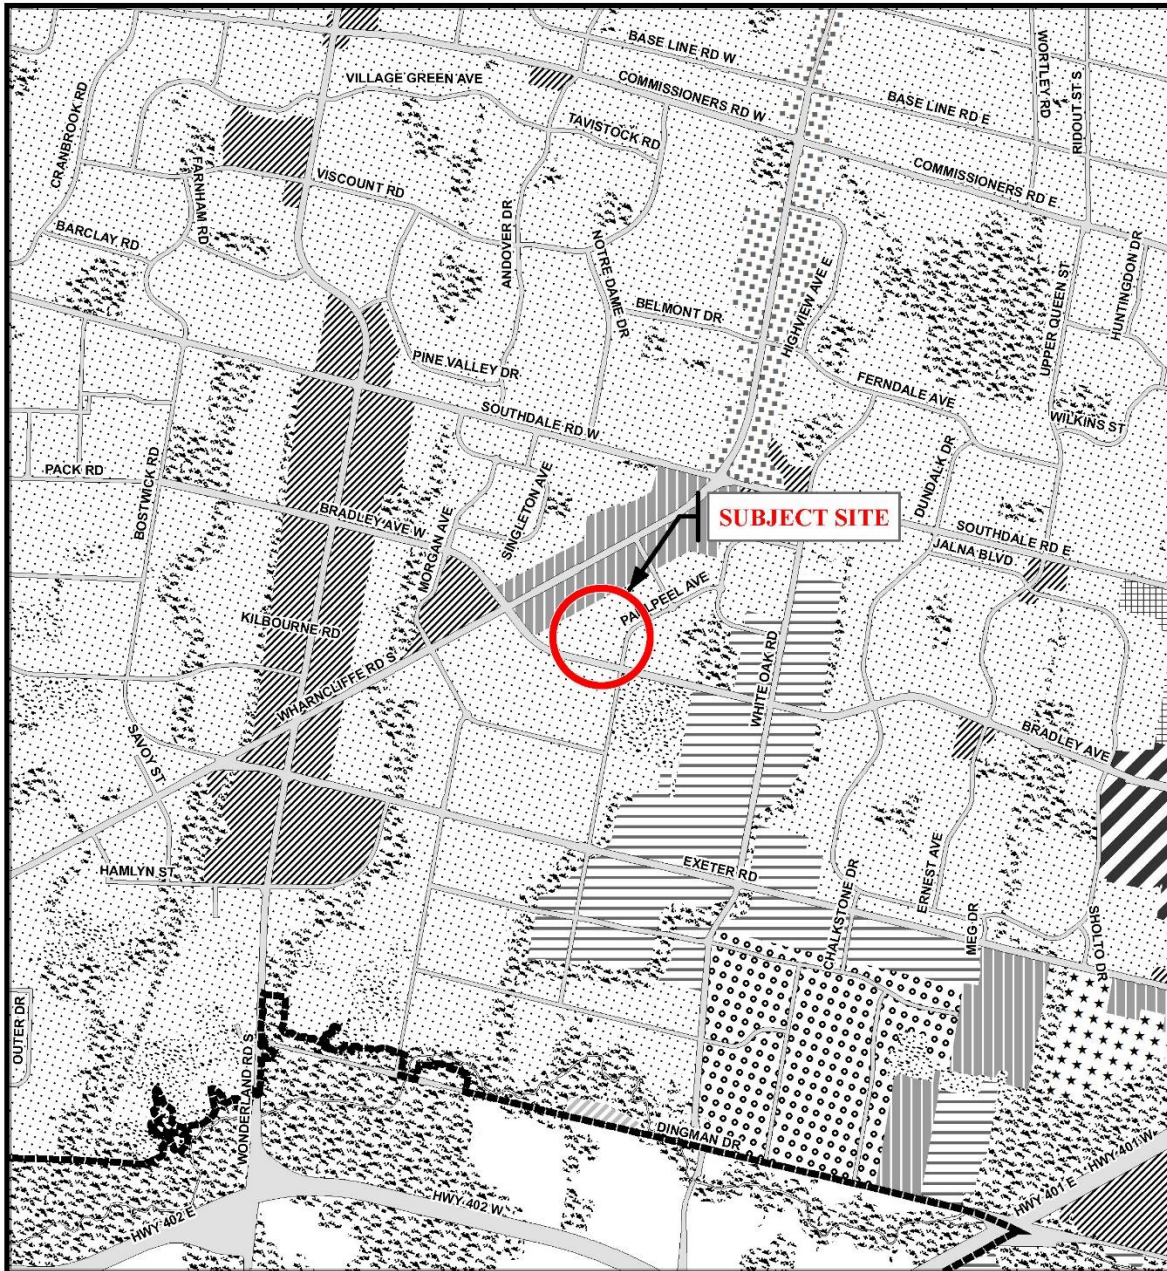 BASE LINE RD W
WORTLEY RD
RIDOUT ST S
VILLAGE GREEN AVE
COMMISSIONERS RD W
CRANBROOK RD
BASE LINE RD E
TAVISTOCK RD
COMMISSIONERS RD E
FARNHAM RD
VISCOUNT RD
BARCLAY RD
ANDOVER DR
NOTRE DAME DR
HUNTINGDON DR
UPPER QUEEN ST
HIGHVIEW AVE E
BELMONT DR
PINE VALLEY DR
FERNDALE AVE
SOUTHDALE RD W
WILKINS ST
PACK RD
BOSTWICK RD
DUNDALK DR
BRADLEY AVE W
SINGLETON AVE
MORGAN AVE
SUBJECT SITE
SOUTHDALE RD E
JALNA BLVD
PAULPEEL AVE
KILBOURNE RD
WHARNCLIFFE RD S
WHITE OAK RD
SAVOY ST
BRADLEY AVE
HAMLYN ST
EXETER RD
CHALKSTONE DR
ERNEST AVE
MEG DR
SHOLTO DR
OUTER DR
WONDERLAND RD S
DINGMAN DR
HWY 401 W
HWY 401 E
HWY 402 W
HWY 402 E